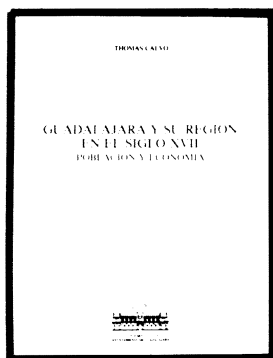 THOMAS CALVO
GUADALAJARA Y SU REGION
EN EL SIGLO XVII
POBLACION Y ECONOMIA